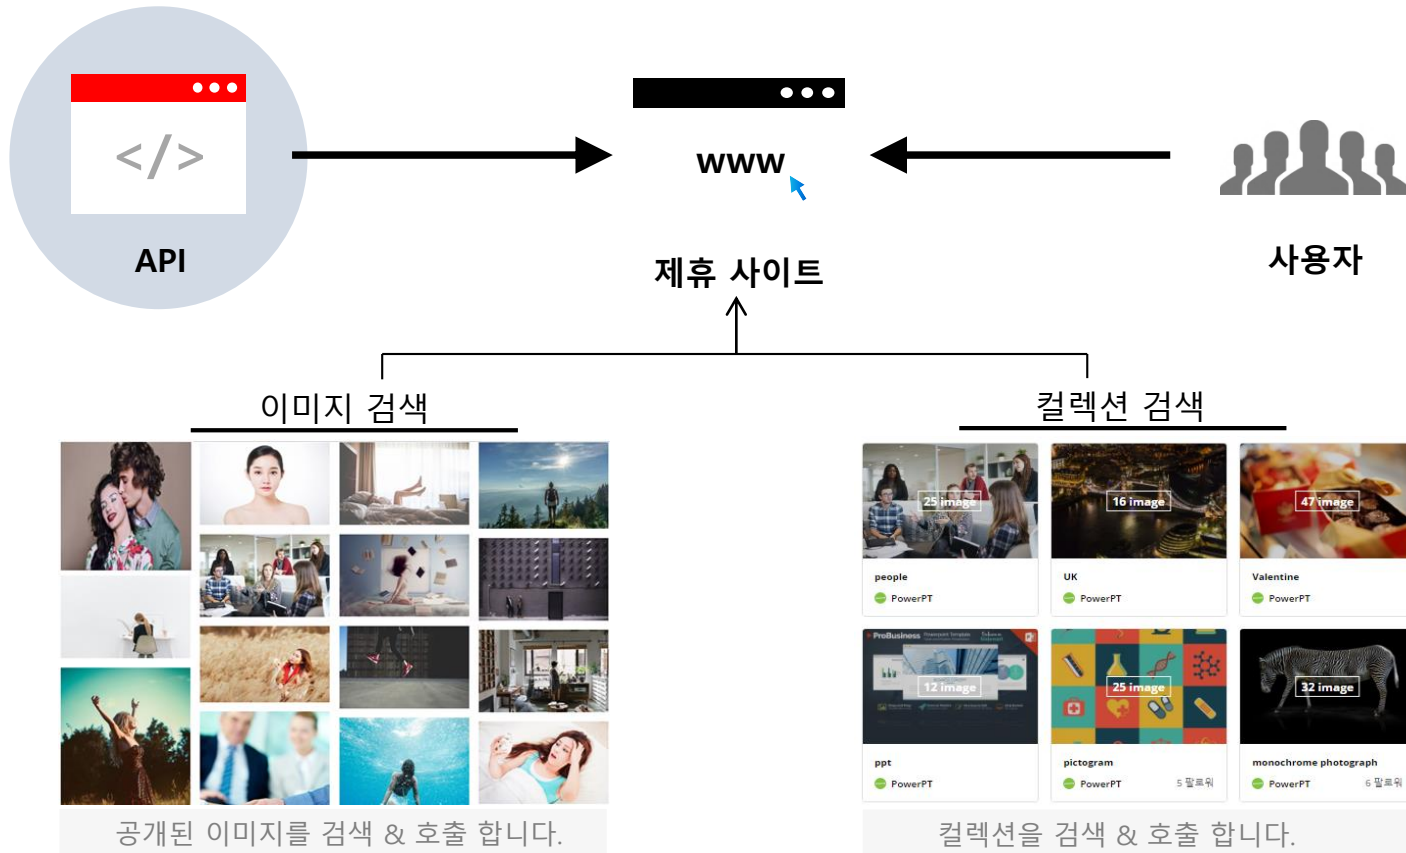 </>
API
www
제휴 사이트
사용자
이미지 검색
컬렉션 검색
25 image
16 image
47 image
people
UK
Valentine
PowerPT
PowerPT
PowerPT
ProBusiness Powerpoint Template
12 image
25 image
32 image
ppt
pictogram
monochrome photograph
PowerPT
PowerPT
5 팔로워
PowerPT
6 팔로워
공개된 이미지를 검색 & 호출 합니다.
컬렉션을 검색 & 호출 합니다.